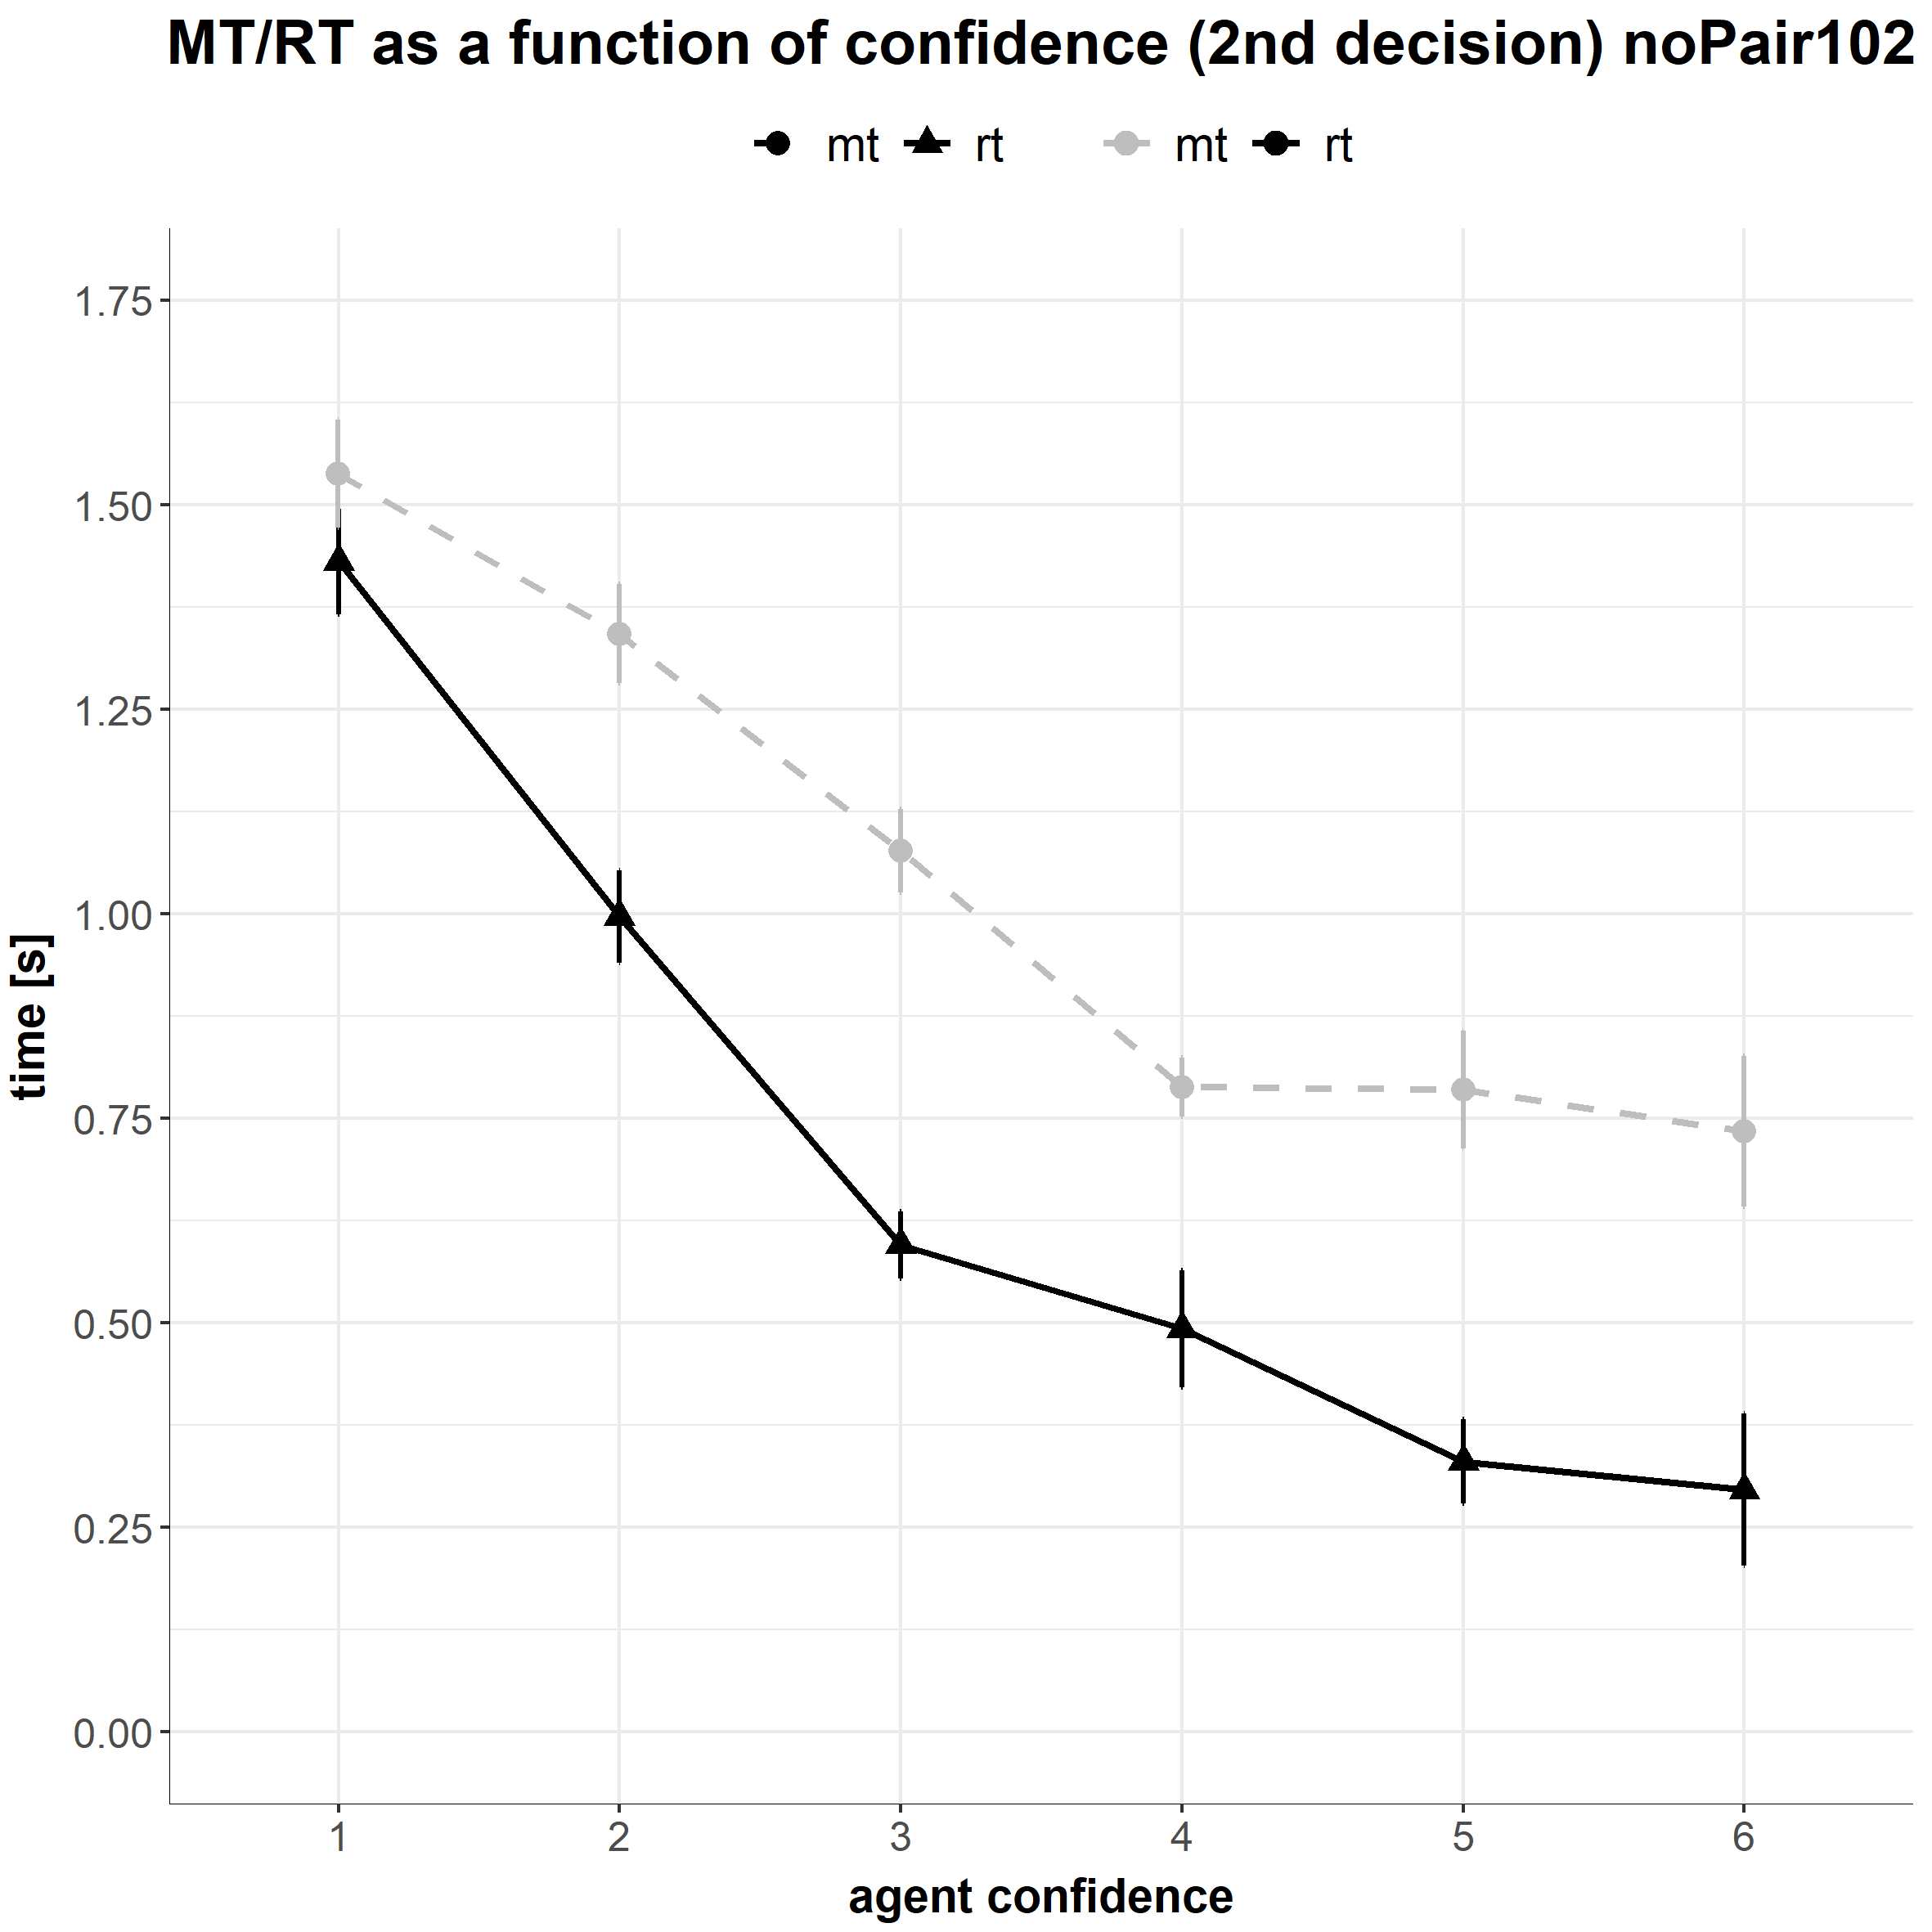 MT/RT as a function of confidence (2nd decision) noPair102
mt rt mt rt
1.75
1.50
1.25
1.00
0.75
0.50
0.25
0.00
time [s]
1 2 3 4 5 6
agent confidence